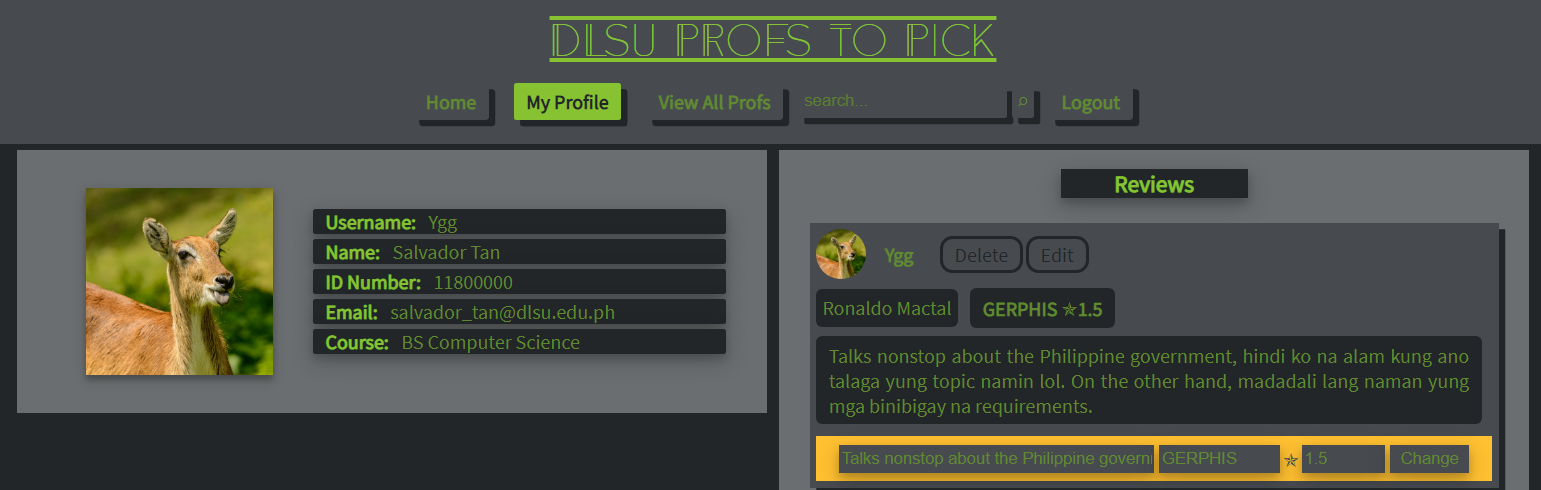 DLSU PROFS TO PICK
Home My Profile View All Profs search... Logout
Username: Ygg
Name: Salvador Tan
ID Number: 11800000
Email: salvador_tan@dlsu.edu.ph
Course: BS Computer Science
Reviews
Ygg Delete Edit
Ronaldo Mactal GERPHIS ✯1.5
Talks nonstop about the Philippine government, hindi ko na alam kung ano
talaga yung topic namin lol. On the other hand, madadali lang naman yung
mga binibigay na requirements.
Talks nonstop about the Philippine governm GERPHIS ✯ 1.5 Change